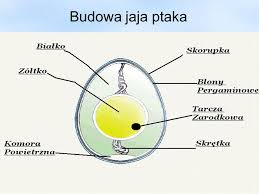 Budowa jaja ptaka
Białko
Skorupka
Żółtko
Błony
Pergaminowe
Tarcza
Zarodkowa
Komora
Powietrzna
Skrętka